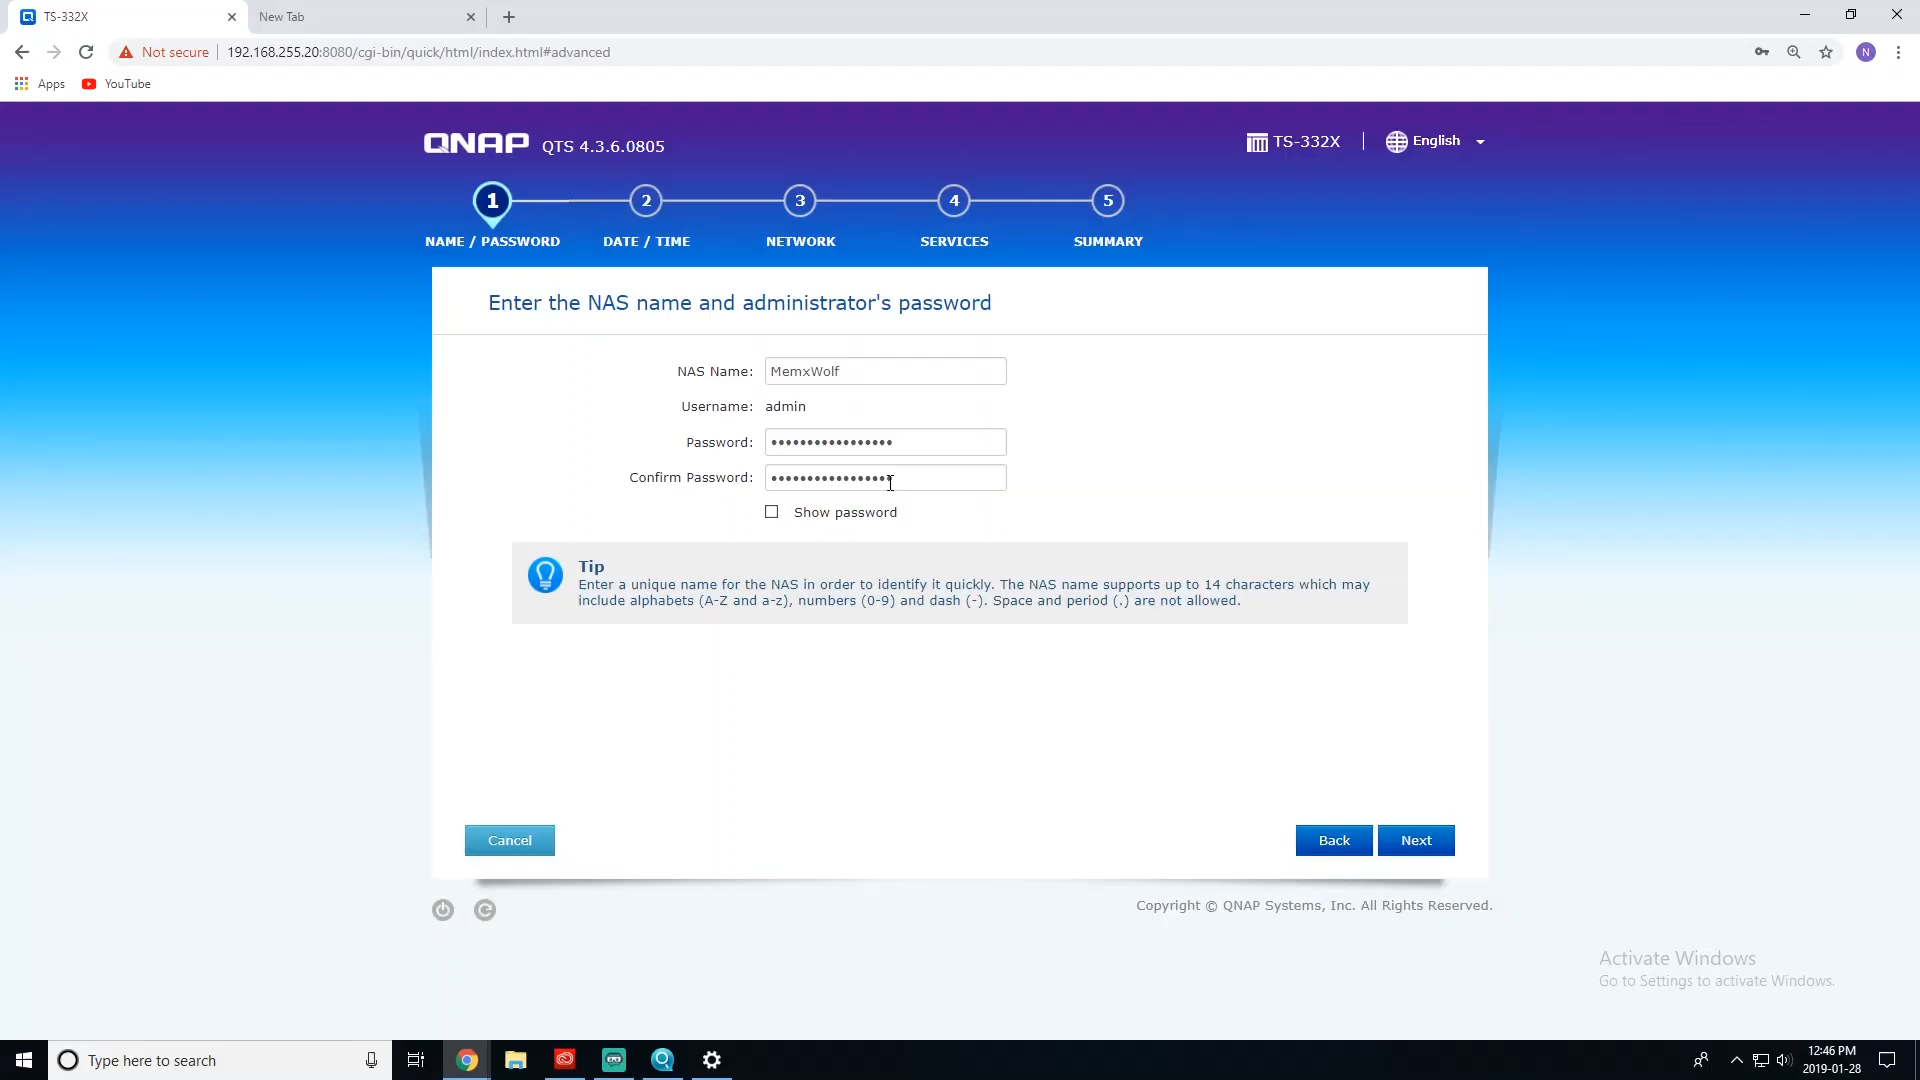 TS-332X
New Tab
Not secure
192.168.255.20:8080/cgi-bin/quick/html/index.html#advanced
N
Apps
YouTube
QNAP QTS 4.3.6.0805
TS-332X
English
1
2
3
4
5
NAME / PASSWORD
DATE / TIME
NETWORK
SERVICES
SUMMARY
Enter the NAS name and administrator's password
NAS Name: MemxWolf
Username: admin
Password: •••••••••••••••••
Confirm Password: •••••••••••••••••
Show password
Tip
Enter a unique name for the NAS in order to identify it quickly. The NAS name supports up to 14 characters which may
include alphabets (A-Z and a-z), numbers (0-9) and dash (-). Space and period (.) are not allowed.
Cancel
Back
Next
Copyright © QNAP Systems, Inc. All Rights Reserved.
Activate Windows
Go to Settings to activate Windows.
Type here to search
12:46 PM
2019-01-28